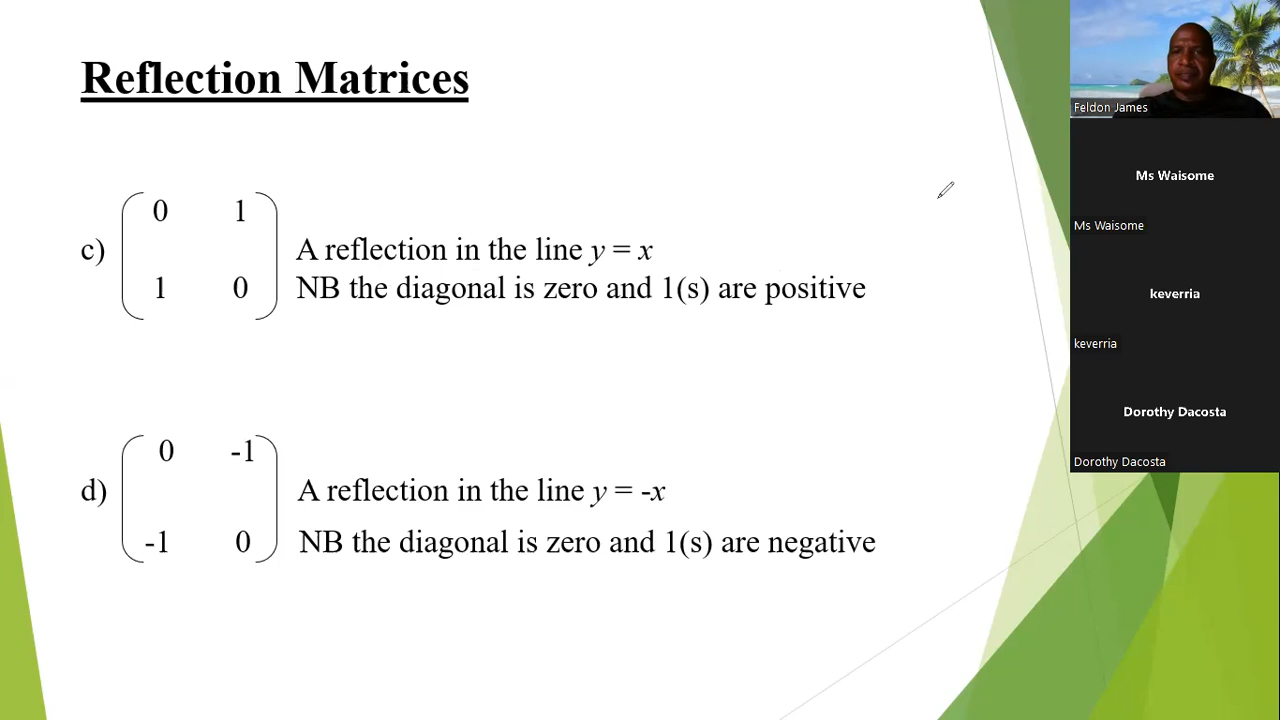 Reflection Matrices
0 1
c) A reflection in the line y = x
1 0 NB the diagonal is zero and 1(s) are positive
0 -1
d) A reflection in the line y = -x
-1 0 NB the diagonal is zero and 1(s) are negative
Feldon James
Ms Waisome
Ms Waisome
keverria
keverria
Dorothy Dacosta
Dorothy Dacosta